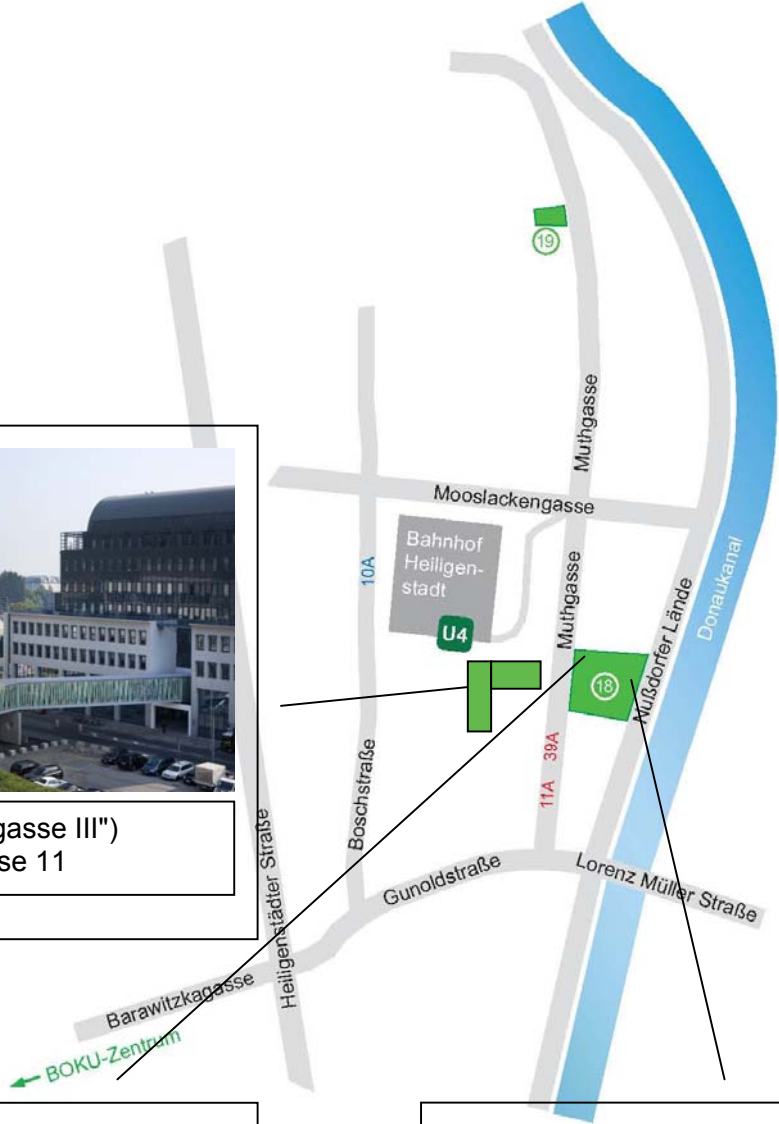 19
Muthgasse
Mooslackengasse
Bahnhof
Heiligen-
stadt
U4
10A
Muthgasse
18
Nußdorfer Lände
Donaukanal
11A 39A
Boschstraße
gasse III")
se 11
Heiligenstädter Straße
Gunoldstraße
Lorenz Müller Straße
Barawitzkagasse
BOKU-Zentrum